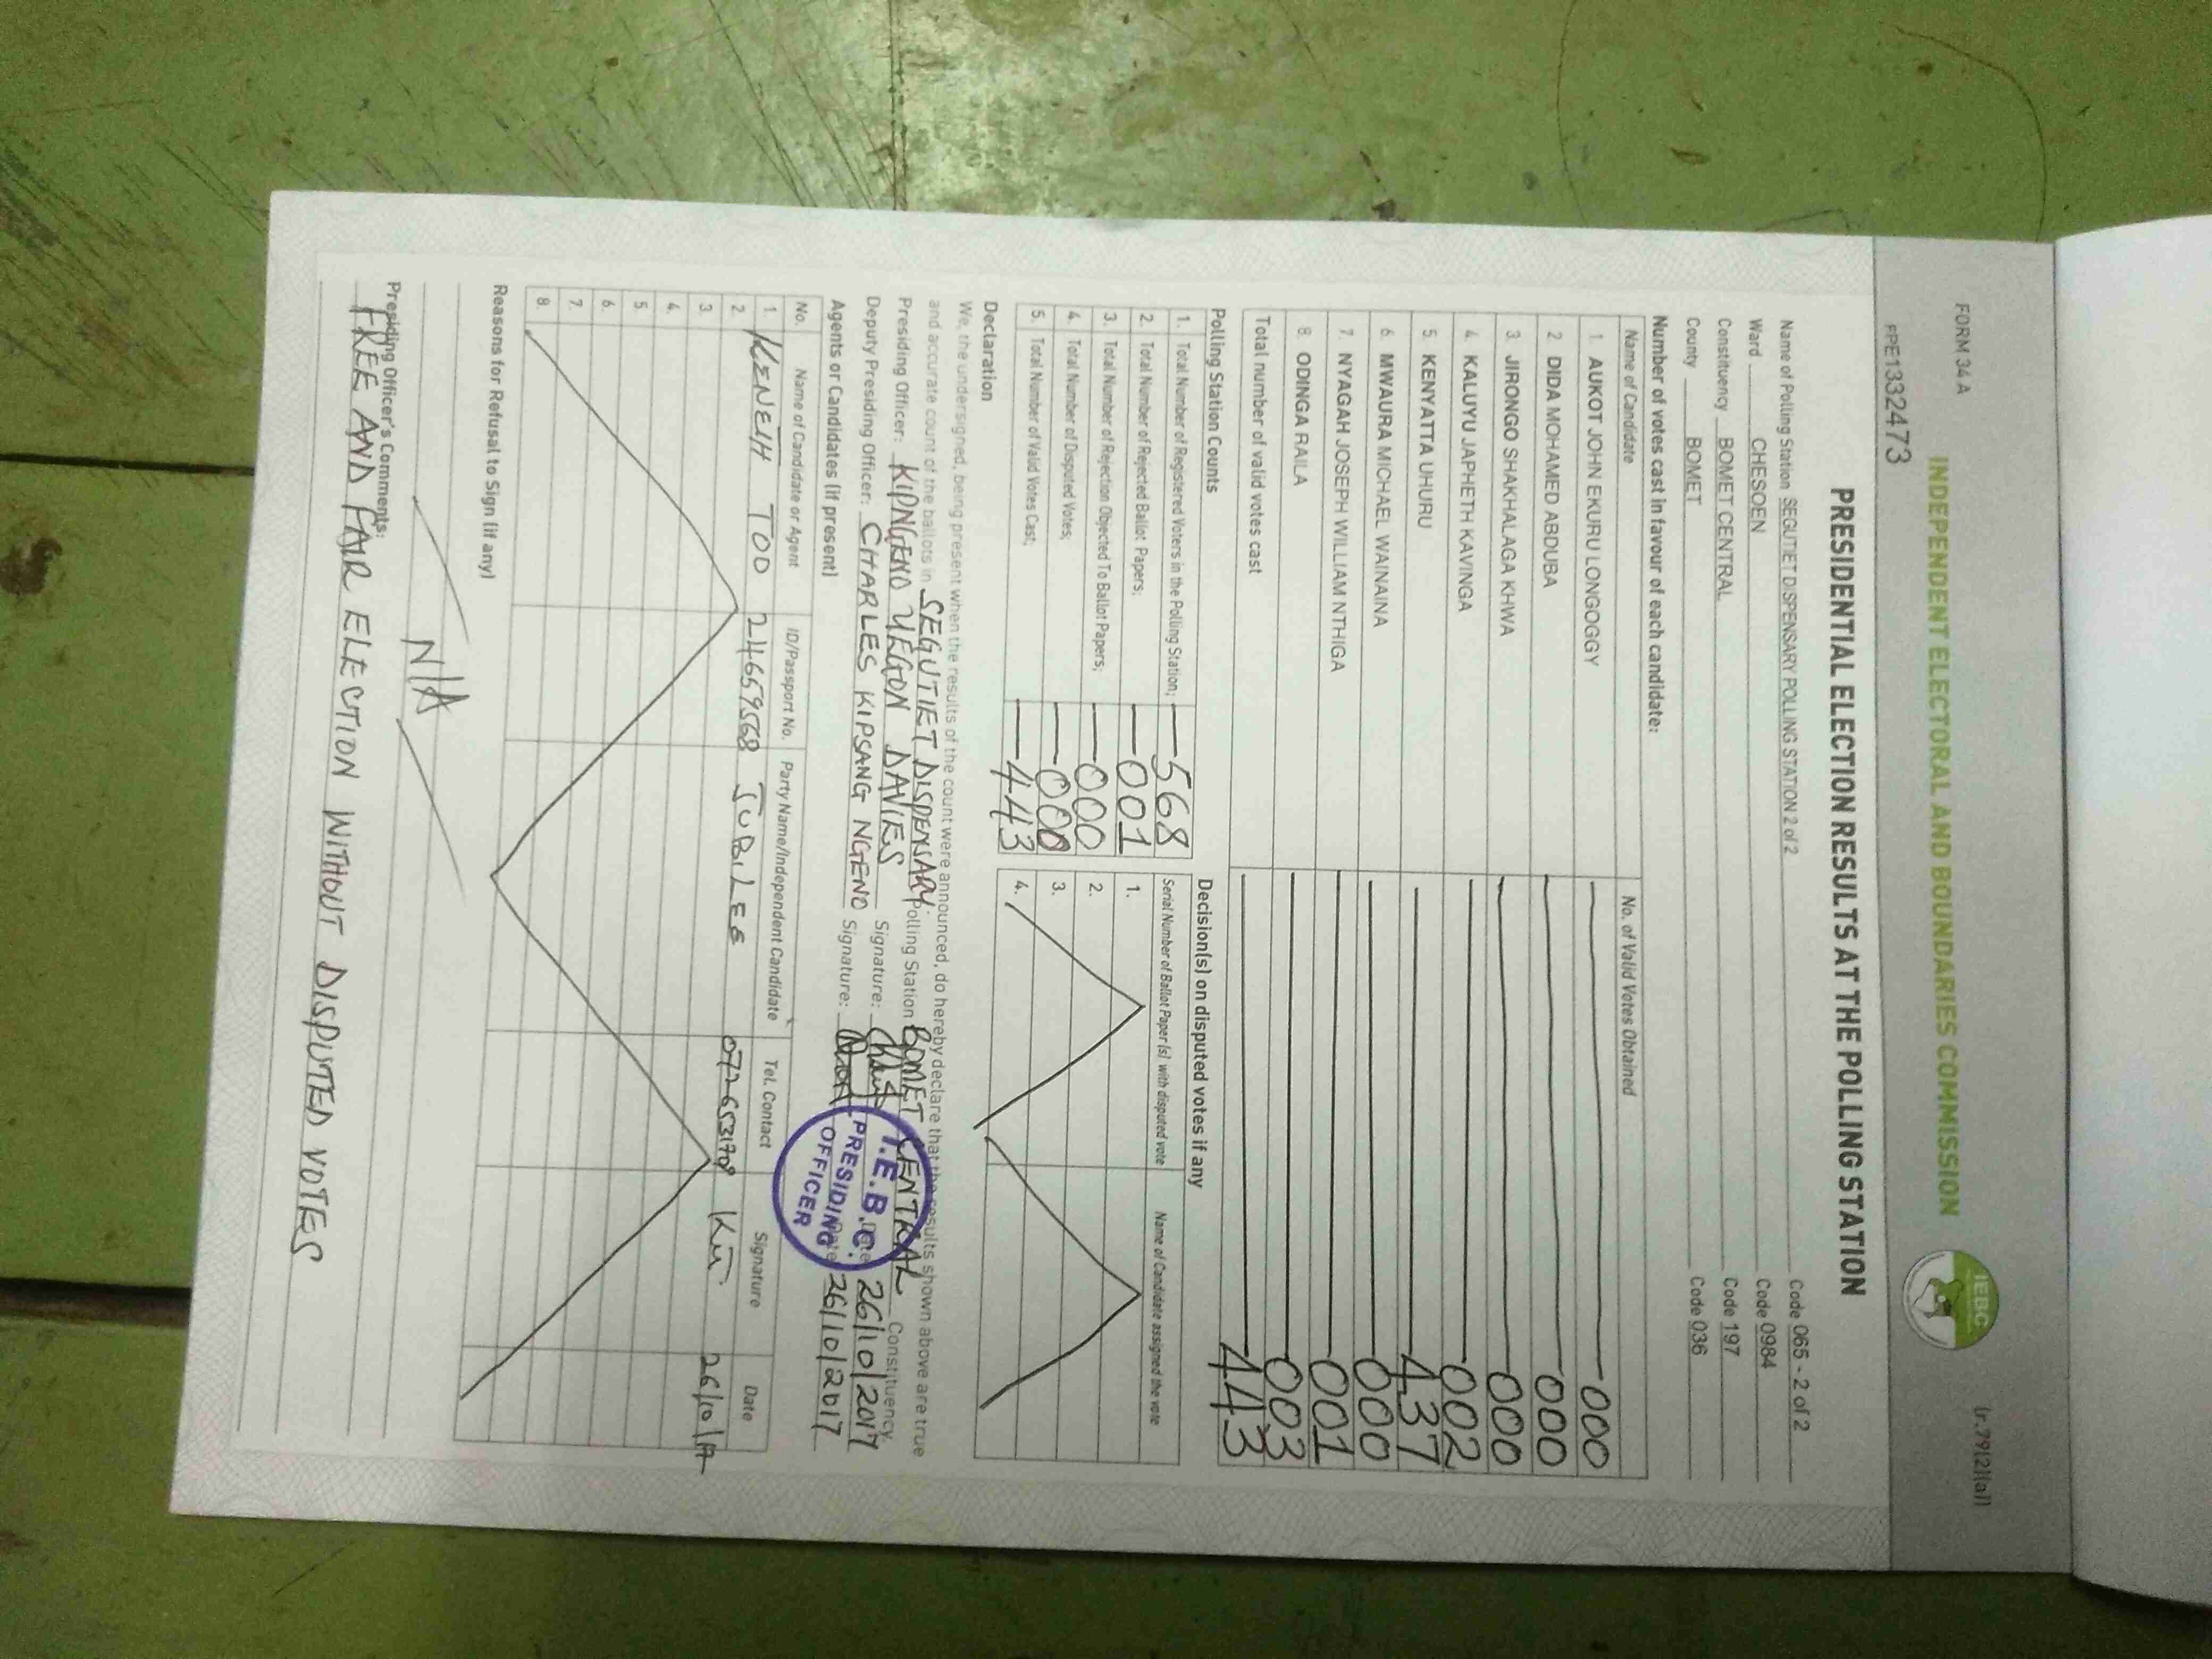 FORM 34 A
(r.79(2)(a))
INDEPENDENT ELECTORAL AND BOUNDARIES COMMISSION
IEBC
PPE1332473
PRESIDENTIAL ELECTION RESULTS AT THE POLLING STATION
Name of Polling Station SEGUTIET DISPENSARY POLLING STATION 2 of 2 Code 065 - 2 of 2
Ward CHESOEN Code 0984
Constituency BOMET CENTRAL Code 197
County BOMET Code 036
Number of votes cast in favour of each candidate:
Name of Candidate No. of Valid Votes Obtained
1. AUKOT JOHN EKURU LONGOGGY 000
2 DIDA MOHAMED ABDUBA 000
3. JIRONGO SHAKHALAGA KHWA 000
4. KALUYU JAPHETH KAVINGA 002
5. KENYATTA UHURU 437
6. MWAURA MICHAEL WAINAINA 000
7. NYAGAH JOSEPH WILLIAM NTHIGA 001
8. ODINGA RAILA 003
Total number of valid votes cast 443
Polling Station Counts
1. Total Number of Registered Voters in the Polling Station; 568
2. Total Number of Rejected Ballot Papers; 001
3. Total Number of Rejection Objected To Ballot Papers; 000
4. Total Number of Disputed Votes; 000
5. Total Number of Valid Votes Cast; 443
Decision(s) on disputed votes if any
Serial Number of Ballot Paper (s) with disputed vote Name of Candidate assigned the vote
1.
2.
3.
4.
Declaration
We, the undersigned, being present when the results of the count were announced, do hereby declare that the results shown above are true
and accurate count of the ballots in SEGUTIET DISPENSARY Polling Station BOMET CENTRAL Constituency.
Presiding Officer: KIPNGENO YEGON DAVIES Signature: Date 26/10/2017
Deputy Presiding Officer: CHARLES KIPSANG NGENO Signature: Date 26/10/2017
I.E.B.C.
PRESIDING
OFFICER
Agents or Candidates (if present)
No. Name of Candidate or Agent ID/Passport No. Party Name/Independent Candidate Tel. Contact Signature Date
1. KENETH TOO JUBILEE 26/10/17
2.
3.
4.
5.
6.
7.
8.
Reasons for Refusal to Sign (if any)
N/A
Presiding Officer's Comments:
FREE AND FAIR ELECTION WITHOUT DISPUTED VOTES